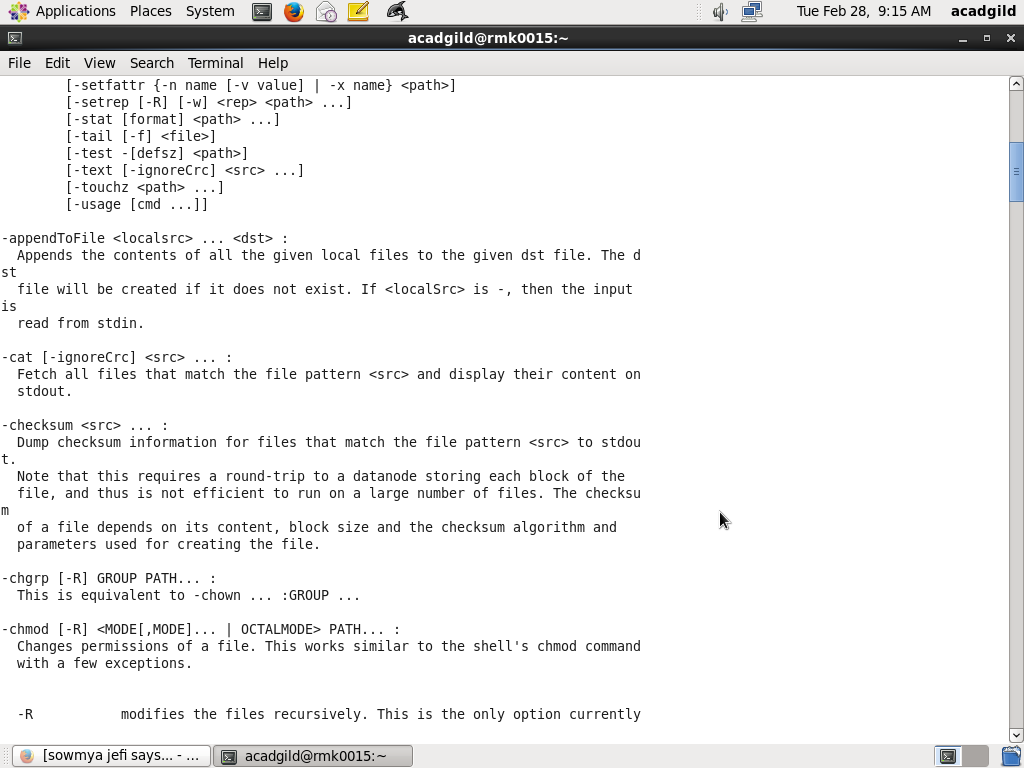 Applications Places System Tue Feb 28, 9:15 AM acadgild
acadgild@rmk0015:~
File Edit View Search Terminal Help
[-setfattr {-n name [-v value] | -x name} <path>]
[-setrep [-R] [-w] <rep> <path> ...]
[-stat [format] <path> ...]
[-tail [-f] <file>]
[-test -[defsz] <path>]
[-text [-ignoreCrc] <src> ...]
[-touchz <path> ...]
[-usage [cmd ...]]
-appendToFile <localsrc> ... <dst> :
Appends the contents of all the given local files to the given dst file. The d
st
file will be created if it does not exist. If <localSrc> is -, then the input
is
read from stdin.
-cat [-ignoreCrc] <src> ... :
Fetch all files that match the file pattern <src> and display their content on
stdout.
-checksum <src> ... :
Dump checksum information for files that match the file pattern <src> to stdou
t.
Note that this requires a round-trip to a datanode storing each block of the
file, and thus is not efficient to run on a large number of files. The checksu
m
of a file depends on its content, block size and the checksum algorithm and
parameters used for creating the file.
-chgrp [-R] GROUP PATH... :
This is equivalent to -chown ... :GROUP ...
-chmod [-R] <MODE[,MODE]... | OCTALMODE> PATH... :
Changes permissions of a file. This works similar to the shell's chmod command
with a few exceptions.
-R modifies the files recursively. This is the only option currently
[sowmya jefi says... - ... acadgild@rmk0015:~